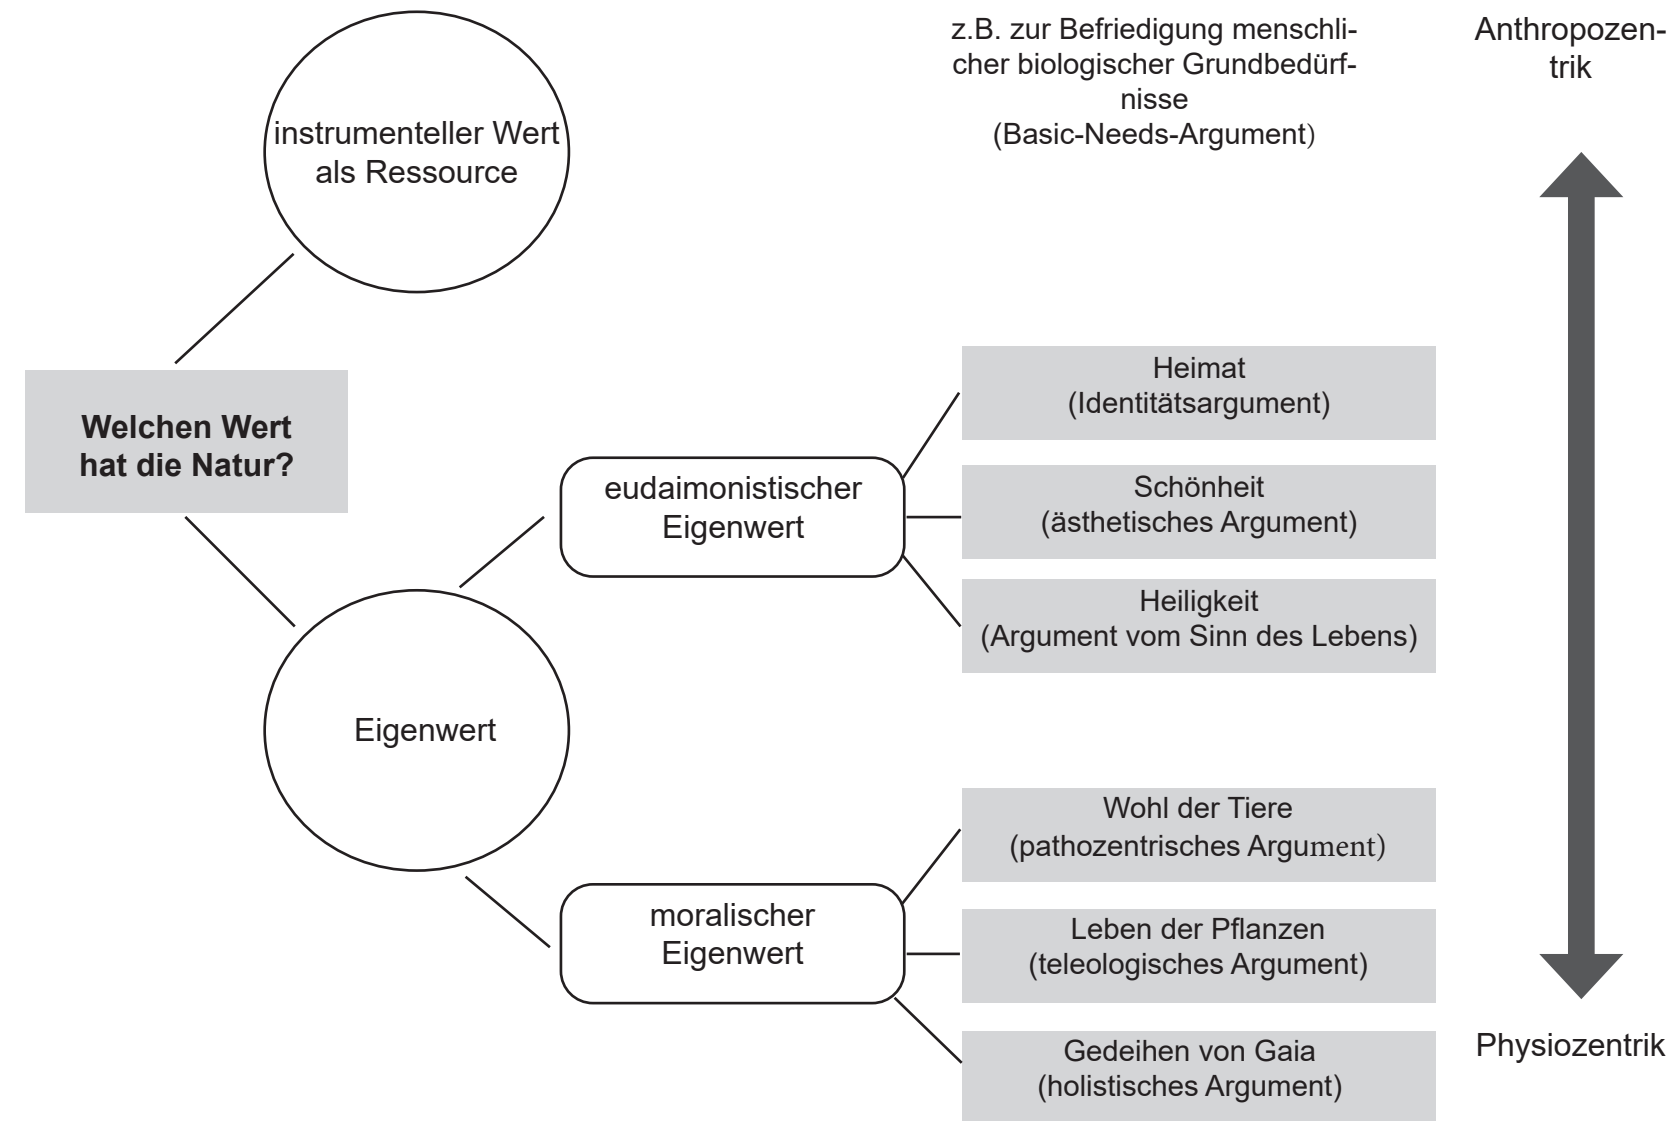 z.B. zur Befriedigung menschli-
cher biologischer Grundbedürf-
nisse
(Basic-Needs-Argument)
Anthropozen-
trik
instrumenteller Wert
als Ressource
Welchen Wert
hat die Natur?
Heimat
(Identitätsargument)
eudaimonistischer
Eigenwert
Schönheit
(ästhetisches Argument)
Heiligkeit
(Argument vom Sinn des Lebens)
Eigenwert
Wohl der Tiere
(pathozentrisches Argument)
moralischer
Eigenwert
Leben der Pflanzen
(teleologisches Argument)
Gedeihen von Gaia
(holistisches Argument)
Physiozentrik